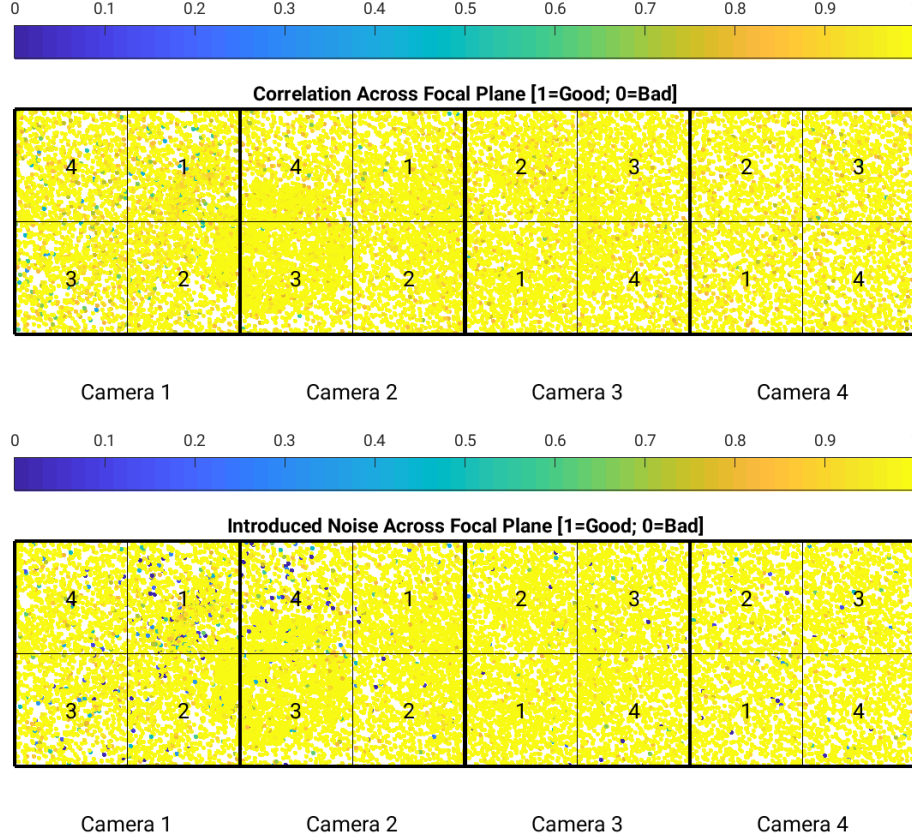 0 0.1 0.2 0.3 0.4 0.5 0.6 0.7 0.8 0.9
Correlation Across Focal Plane [1=Good; 0=Bad]
4 1 4 1 2 3 2 3
3 2 3 2 1 4 1 4
Camera 1 Camera 2 Camera 3 Camera 4
0 0.1 0.2 0.3 0.4 0.5 0.6 0.7 0.8 0.9
Introduced Noise Across Focal Plane [1=Good; 0=Bad]
4 1 4 1 2 3 2 3
3 2 3 2 1 4 1 4
Camera 1 Camera 2 Camera 3 Camera 4